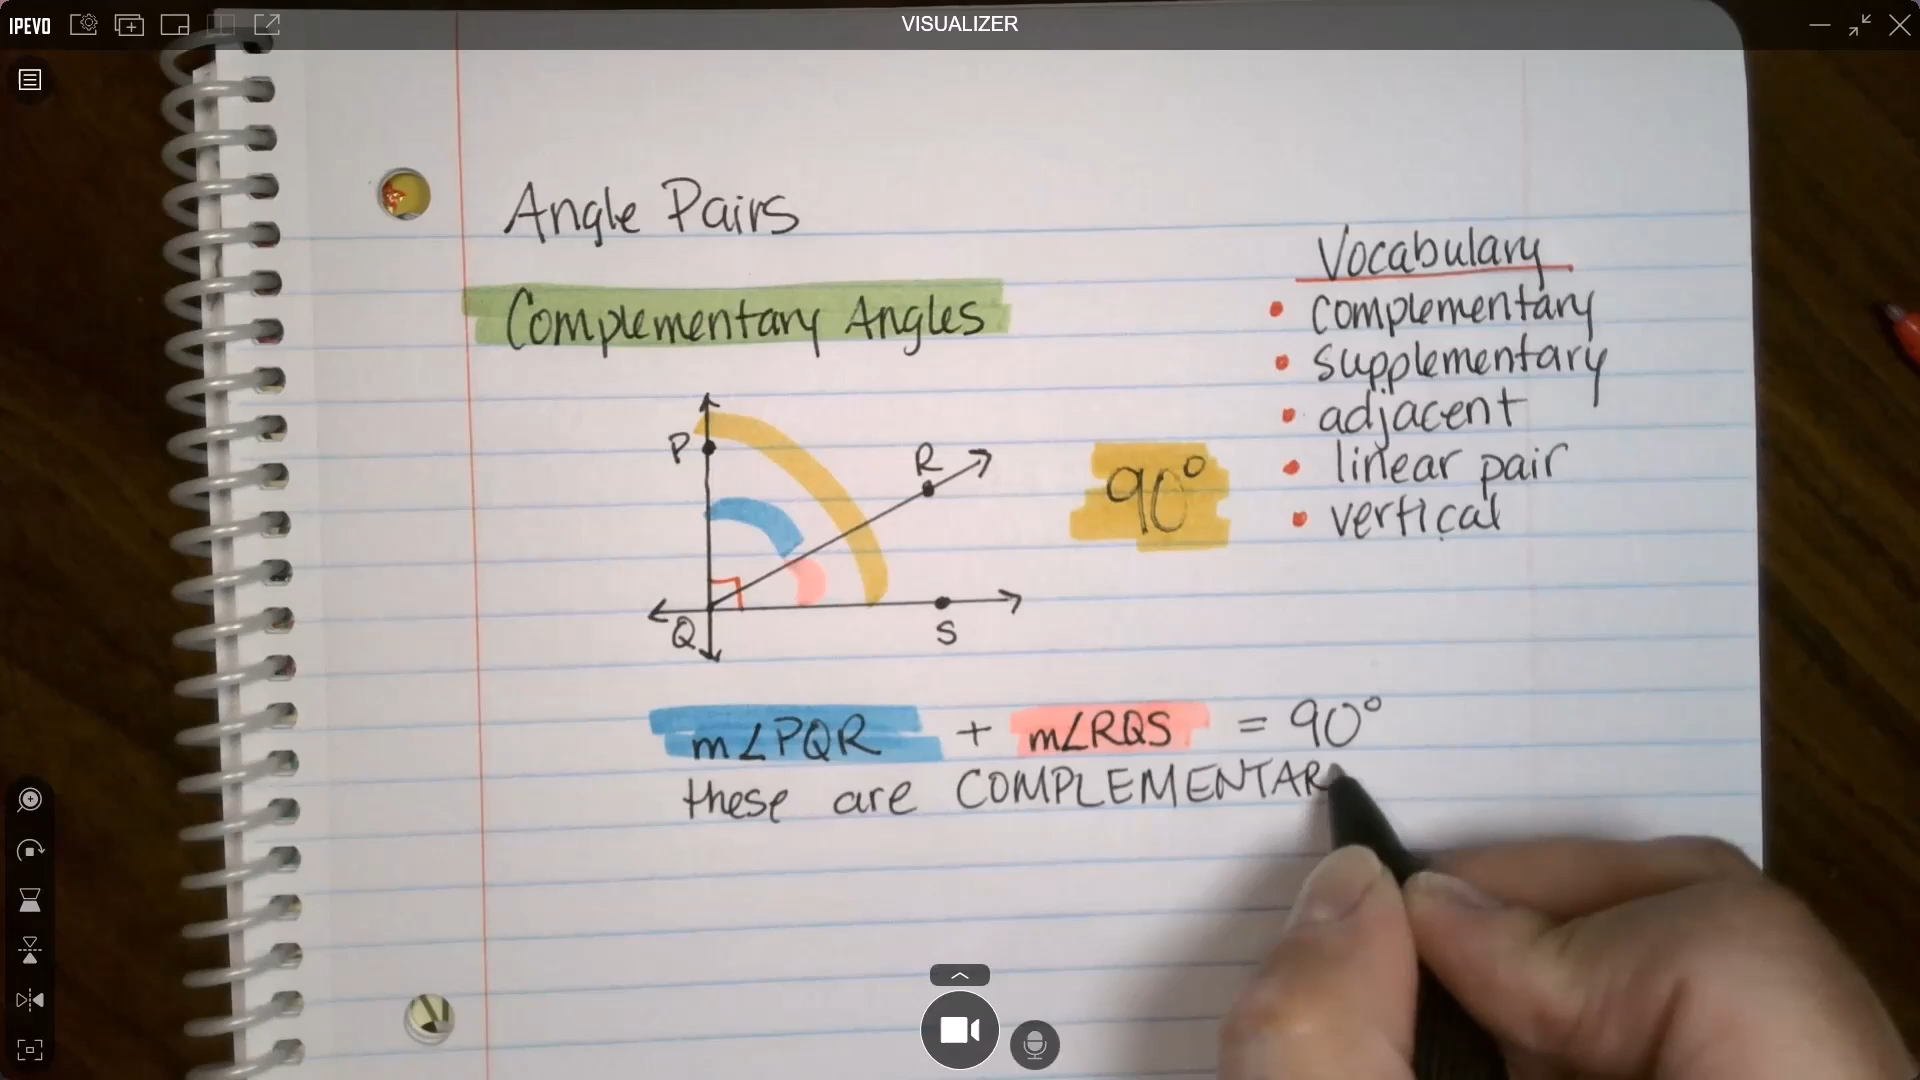 IPEVO
VISUALIZER
Angle Pairs
Complementary Angles
P
R
Q
S
90°
Vocabulary
• complementary
• supplementary
• adjacent
• linear pair
• vertical
m∠PQR + m∠RQS = 90°
these are COMPLEMENTAR